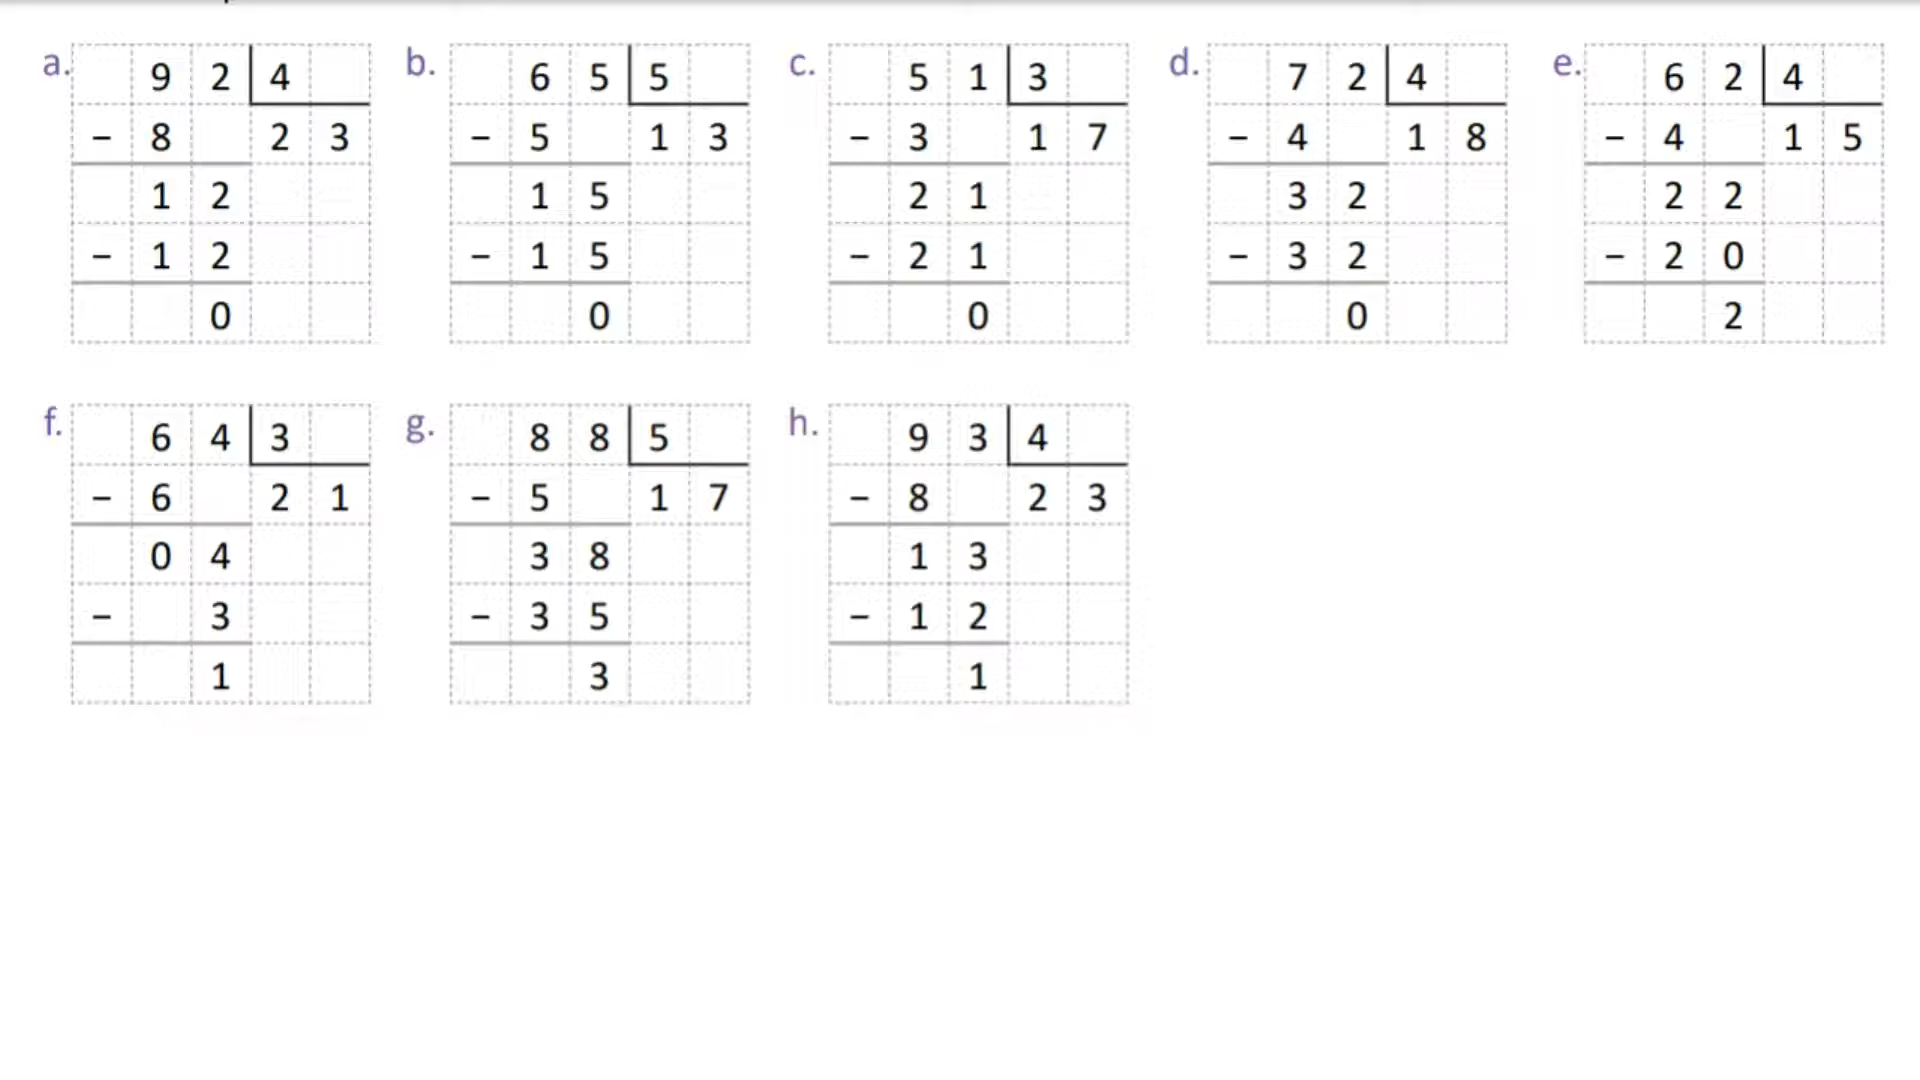 a. 9 2 4
− 8 2 3
1 2
− 1 2
0
b. 6 5 5
− 5 1 3
1 5
− 1 5
0
c. 5 1 3
− 3 1 7
2 1
− 2 1
0
d. 7 2 4
− 4 1 8
3 2
− 3 2
0
e. 6 2 4
− 4 1 5
2 2
− 2 0
2
f. 6 4 3
− 6 2 1
0 4
− 3
1
g. 8 8 5
− 5 1 7
3 8
− 3 5
3
h. 9 3 4
− 8 2 3
1 3
− 1 2
1